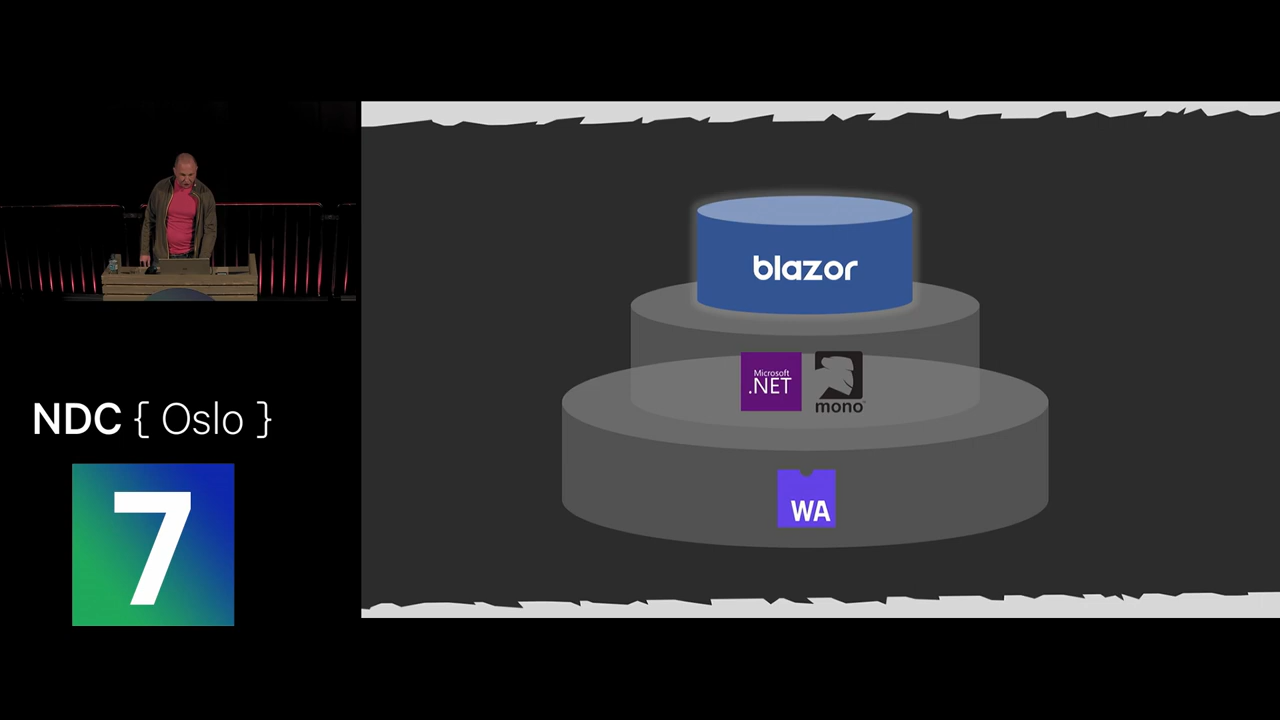 NDC { Oslo }
7
blazor
Microsoft
.NET
mono
WA